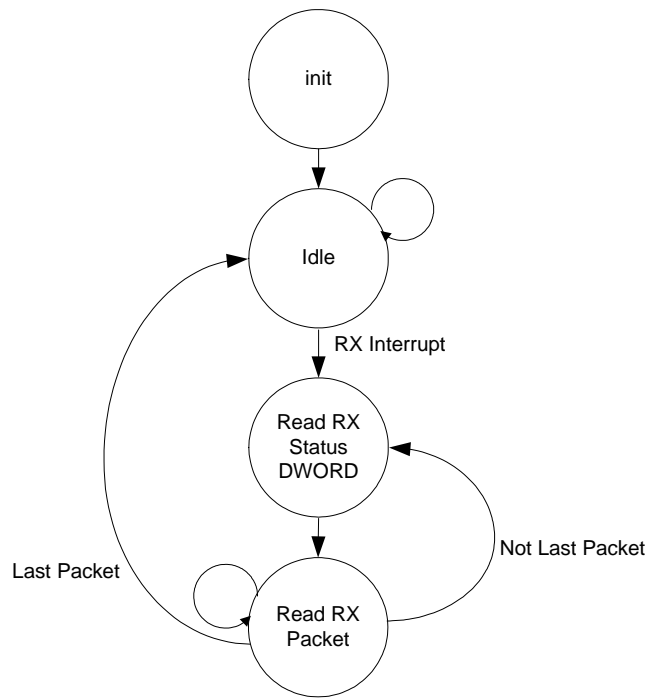 init
Idle
RX Interrupt
Read RX
Status
DWORD
Not Last Packet
Last Packet
Read RX
Packet